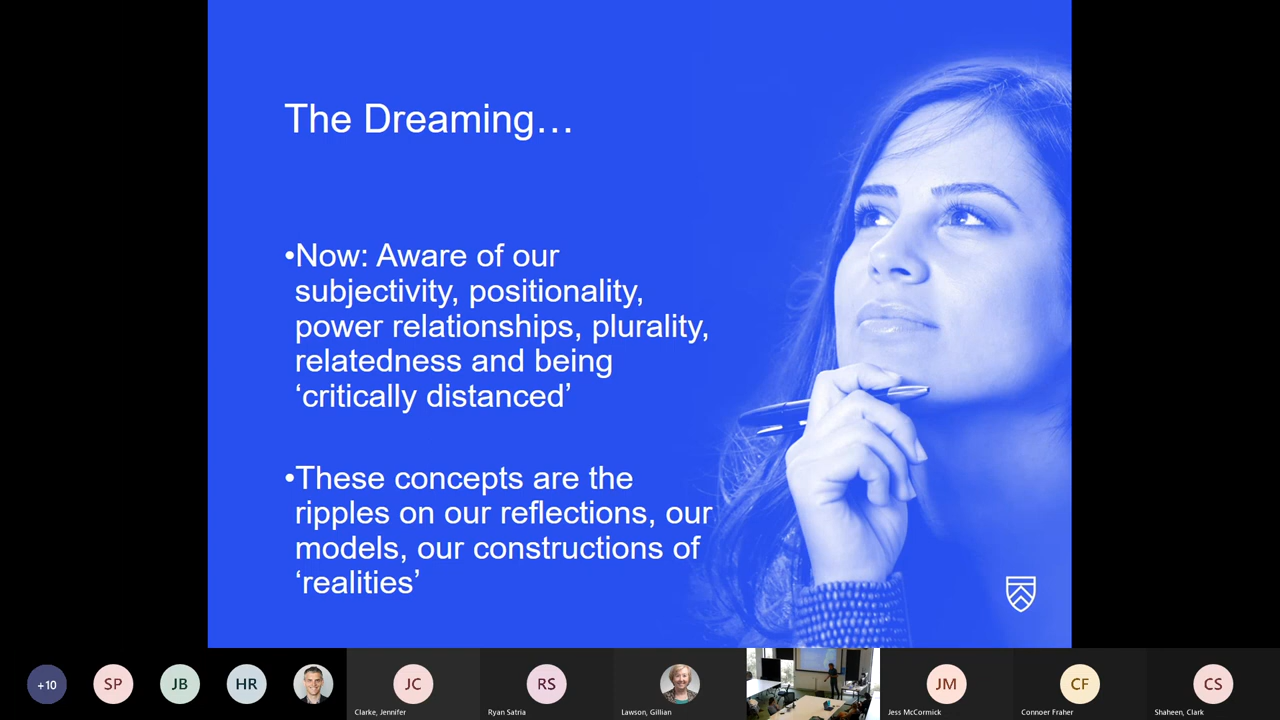 The Dreaming…
•Now: Aware of our
subjectivity, positionality,
power relationships, plurality,
relatedness and being
‘critically distanced’
•These concepts are the
ripples on our reflections, our
models, our constructions of
‘realities’
+10
SP
JB
HR
JC
Clarke, Jennifer
RS
Ryan Satria
Lawson, Gillian
JM
Jess McCormick
CF
Connoer Fraher
CS
Shaheen, Clark